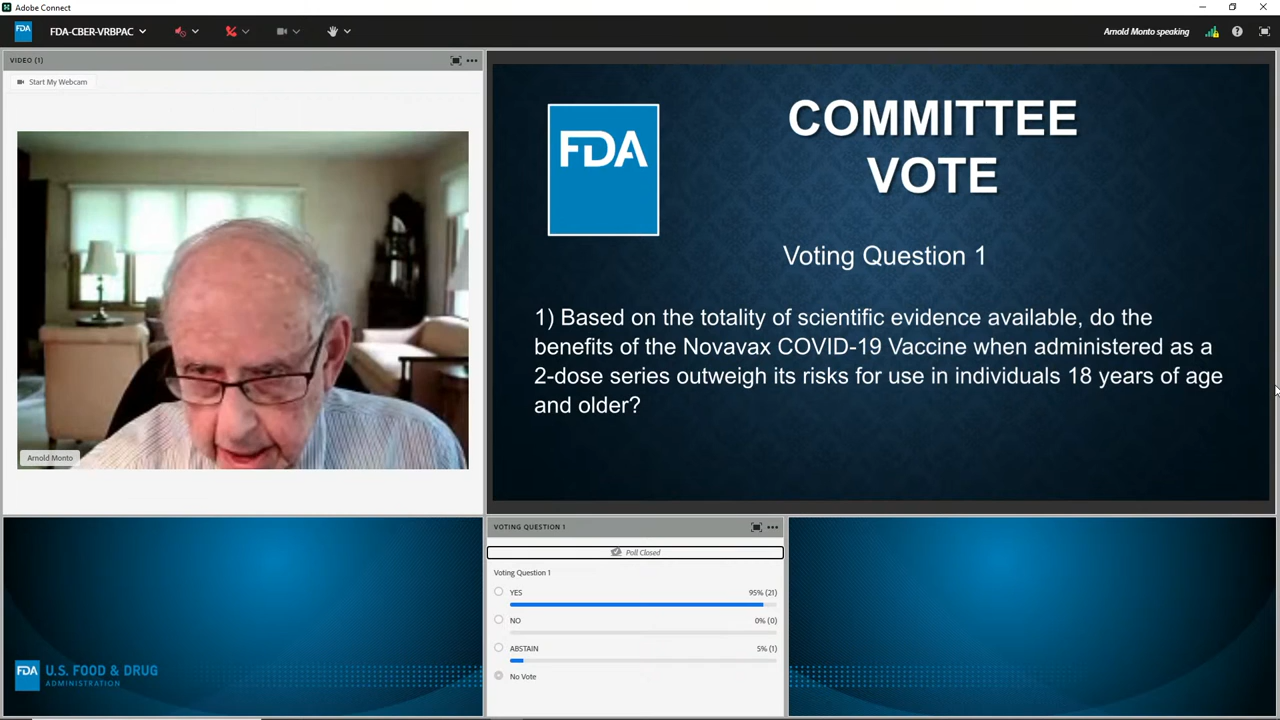 Adobe Connect
FDA FDA-CBER-VRBPAC
Arnold Monto speaking
VIDEO (1)
Start My Webcam
Arnold Monto
FDA
COMMITTEE
VOTE
Voting Question 1
1) Based on the totality of scientific evidence available, do the
benefits of the Novavax COVID-19 Vaccine when administered as a
2-dose series outweigh its risks for use in individuals 18 years of age
and older?
VOTING QUESTION 1
Poll Closed
Voting Question 1
YES 95% (21)
NO 0% (0)
ABSTAIN 5% (1)
No Vote
FDA U.S. FOOD & DRUG
ADMINISTRATION